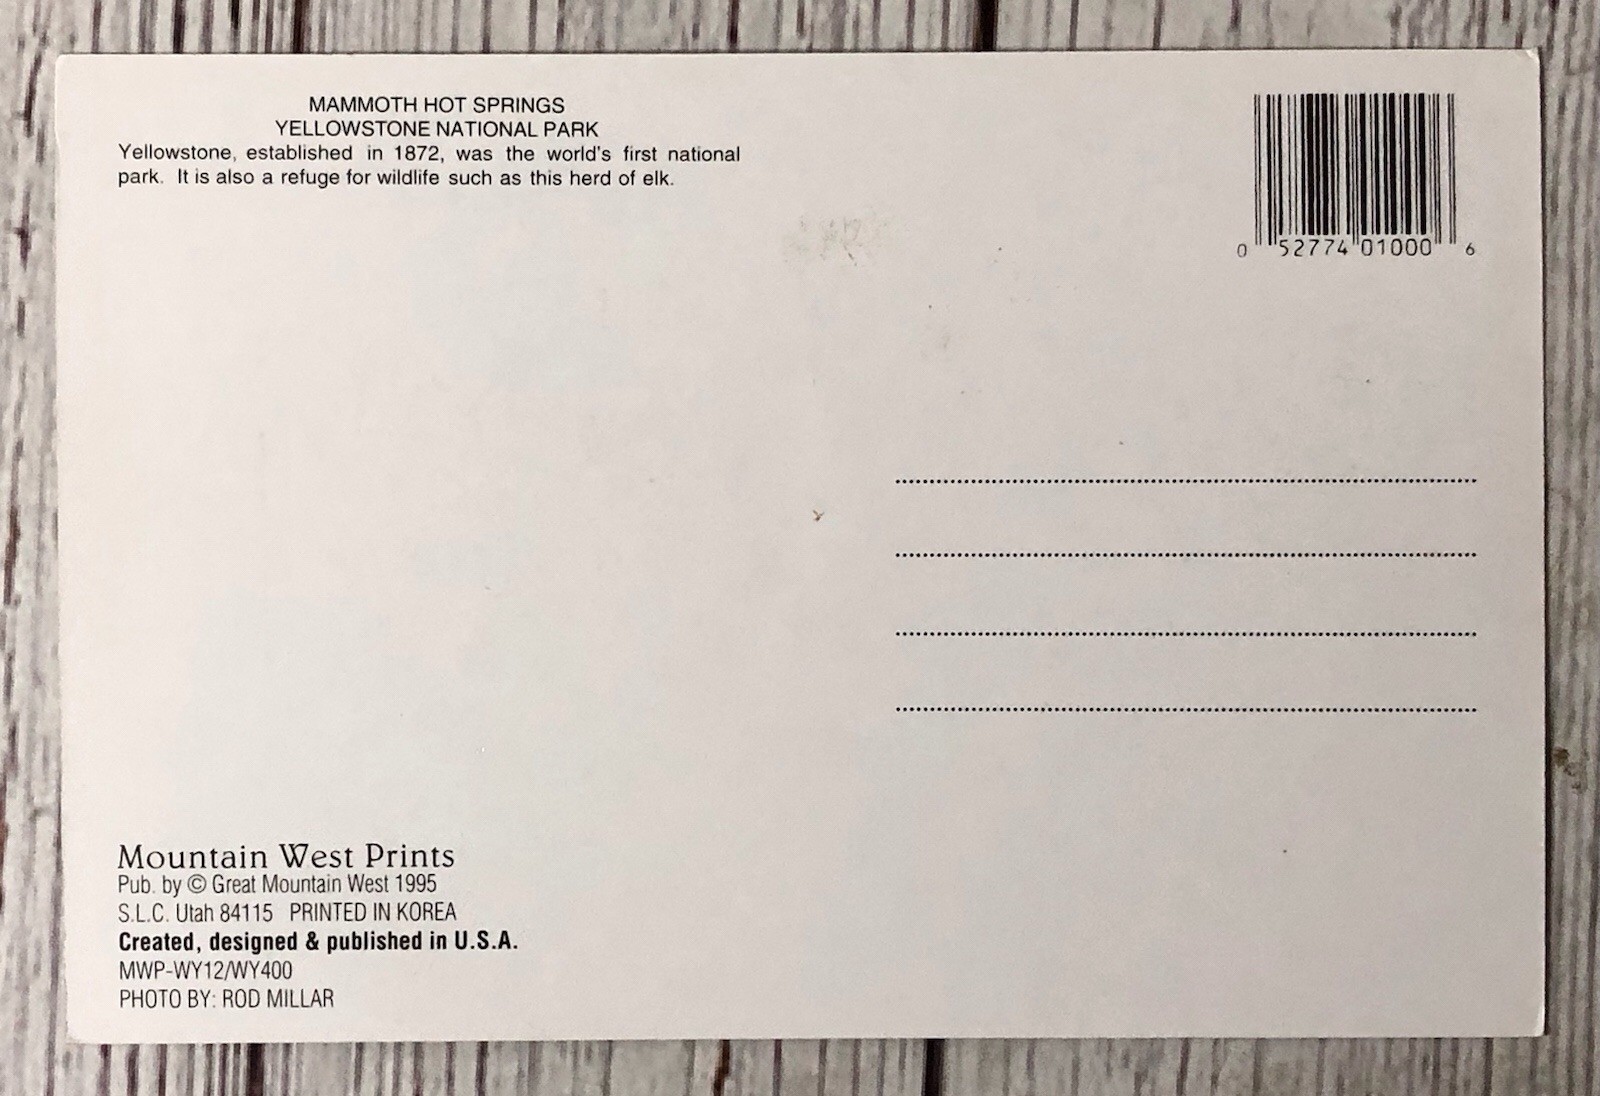 MAMMOTH HOT SPRINGS
YELLOWSTONE NATIONAL PARK
Yellowstone, established in 1872, was the world's first national
park. It is also a refuge for wildlife such as this herd of elk.
0 52774 01000 6
Mountain West Prints
Pub. by © Great Mountain West 1995
S.L.C. Utah 84115 PRINTED IN KOREA
Created, designed & published in U.S.A.
MWP-WY12/WY400
PHOTO BY: ROD MILLAR